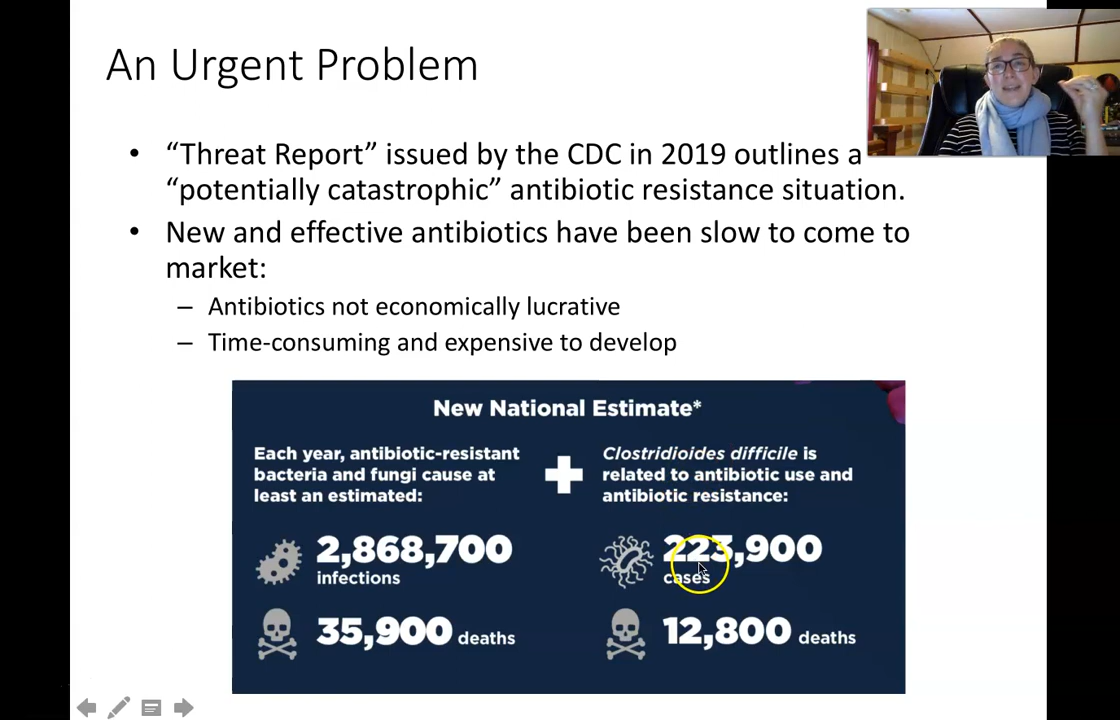 An Urgent Problem
• “Threat Report” issued by the CDC in 2019 outlines a
“potentially catastrophic” antibiotic resistance situation.
• New and effective antibiotics have been slow to come to
market:
– Antibiotics not economically lucrative
– Time-consuming and expensive to develop
New National Estimate*
Each year, antibiotic-resistant
bacteria and fungi cause at
least an estimated:
2,868,700
infections
35,900 deaths
Clostridioides difficile is
related to antibiotic use and
antibiotic resistance:
223,900
cases
12,800 deaths